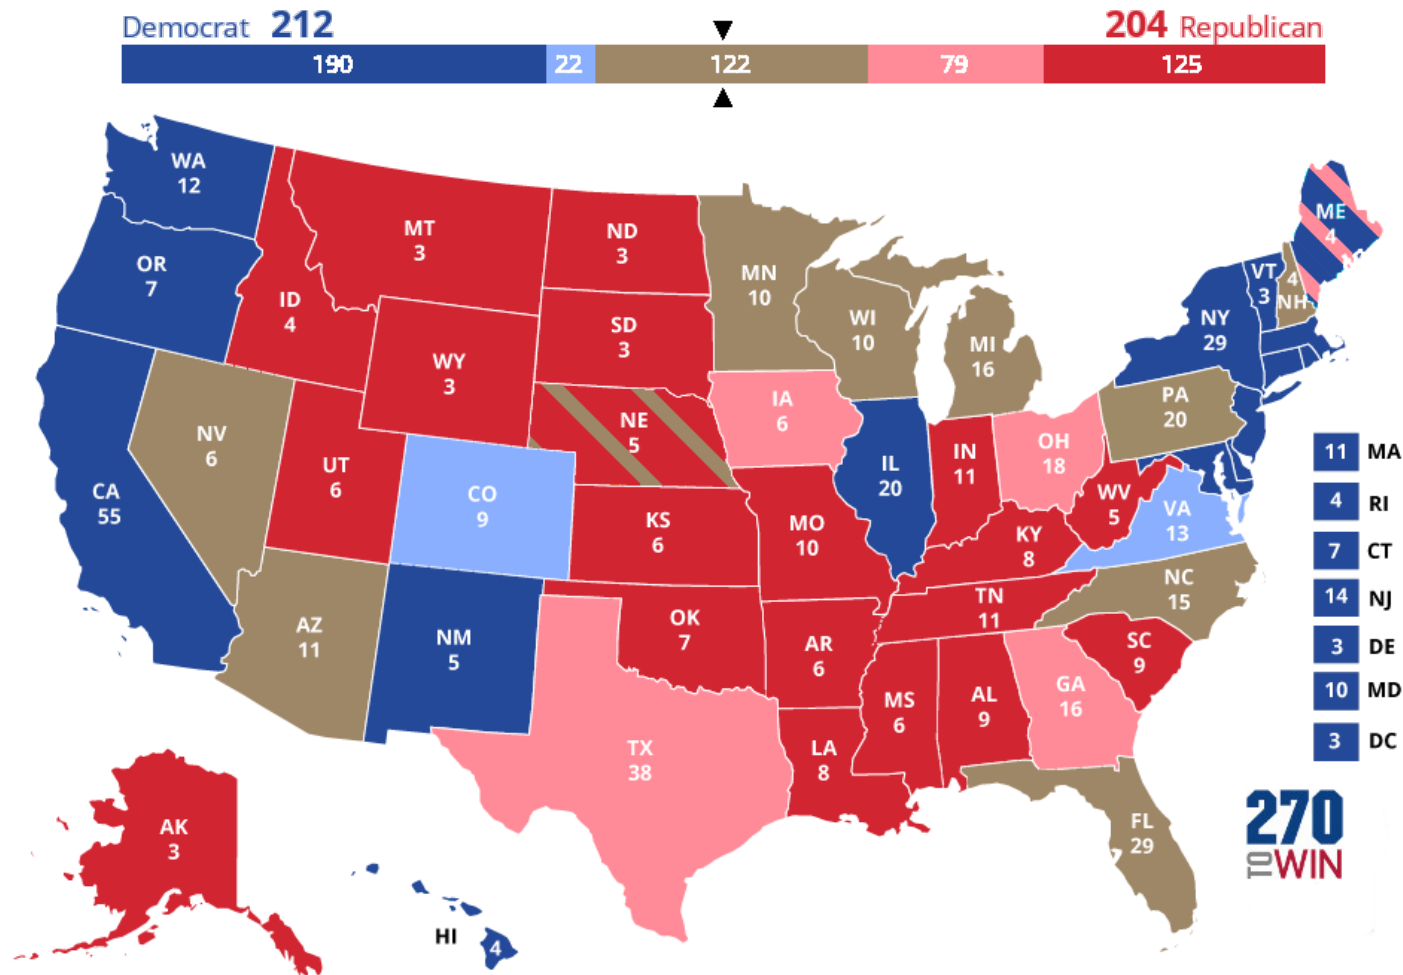 Democrat 212
204 Republican
190 22 122 79 125
WA
12
OR
7
CA
55
NV
6
ID
4
MT
3
WY
3
UT
6
AZ
11
CO
9
NM
5
ND
3
SD
3
NE
5
KS
6
OK
7
TX
38
MN
10
IA
6
MO
10
AR
6
LA
8
WI
10
IL
20
MI
16
IN
11
OH
18
KY
8
TN
11
MS
6
AL
9
GA
16
FL
29
SC
9
NC
15
VA
13
WV
5
PA
20
NY
29
VT
3
4
NH
ME
4
11 MA
4 RI
7 CT
14 NJ
3 DE
10 MD
3 DC
AK
3
HI
4
270
TO WIN